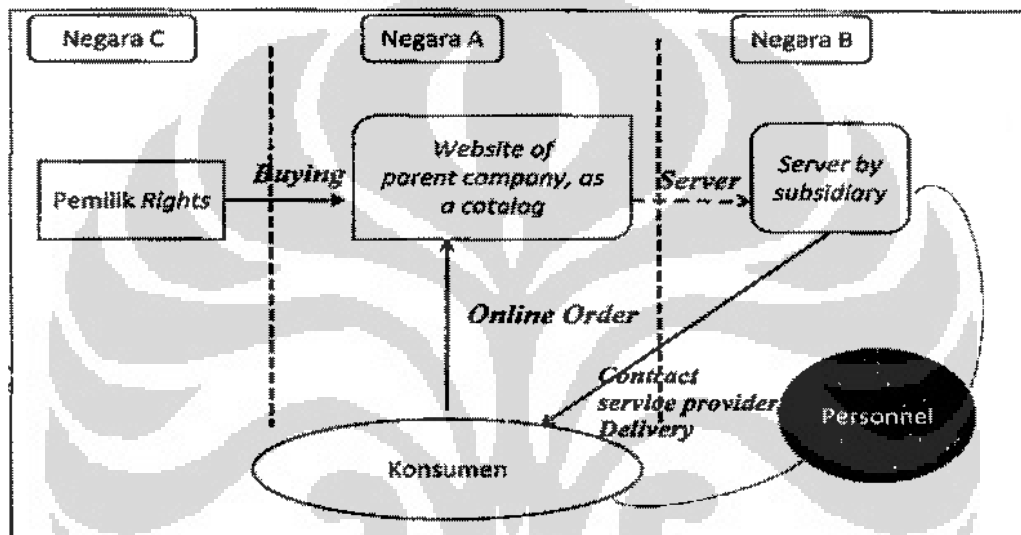 Negara C
Negara A
Negara B
Pemilik Rights
Buying
Website of
parent company, as
a catalog
Server
Server by
subsidiary
Online Order
Contract
service provider
Delivery
Personnel
Konsumen